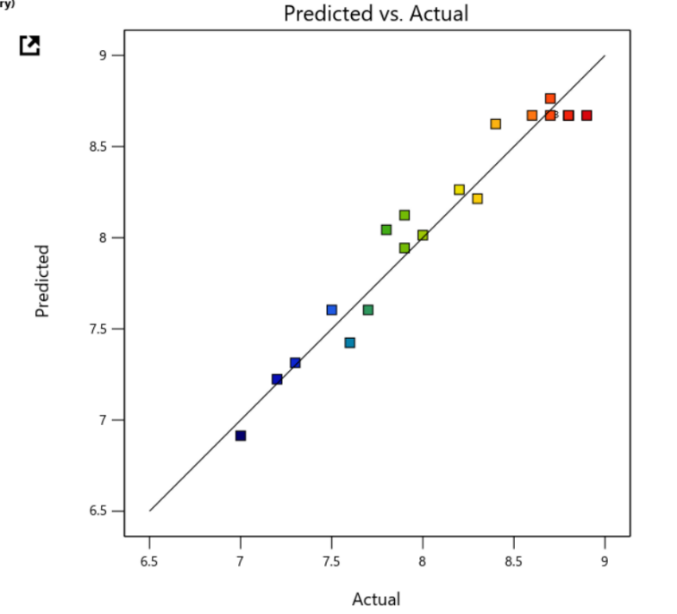 ry)
Predicted vs. Actual
9
8.5
8
7.5
7
6.5
Predicted
6.5 7 7.5 8 8.5 9
Actual